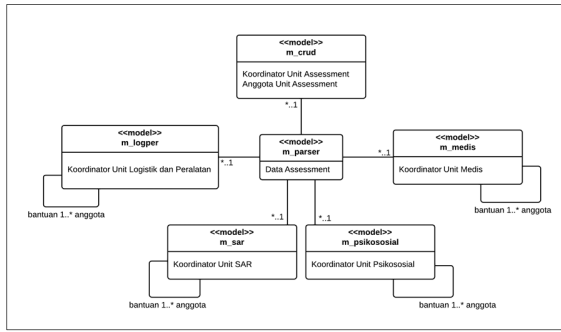 <<model>>
m_crud
Koordinator Unit Assessment
Anggota Unit Assessment
*..1
<<model>>
m_logper
Koordinator Unit Logistik dan Peralatan
*..1
bantuan 1..* anggota
<<model>>
m_parser
Data Assessment
*..1
<<model>>
m_medis
Koordinator Unit Medis
bantuan 1..* anggota
*..1
<<model>>
m_sar
Koordinator Unit SAR
bantuan 1..* anggota
*..1
<<model>>
m_psikososial
Koordinator Unit Psikososial
bantuan 1..* anggota